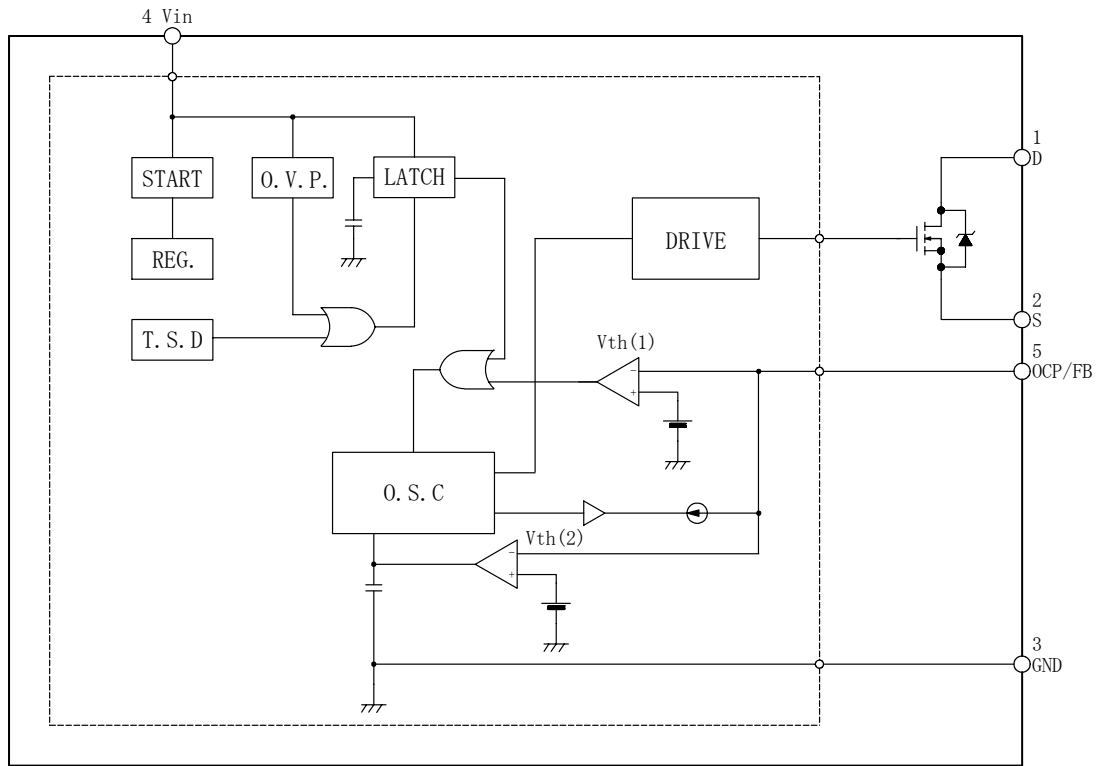 4 Vin
1
D
START
O.V.P.
LATCH
DRIVE
REG.
2
S
T.S.D
Vth(1)
5
OCP/FB
-
+
O.S.C
Vth(2)
-
+
3
GND